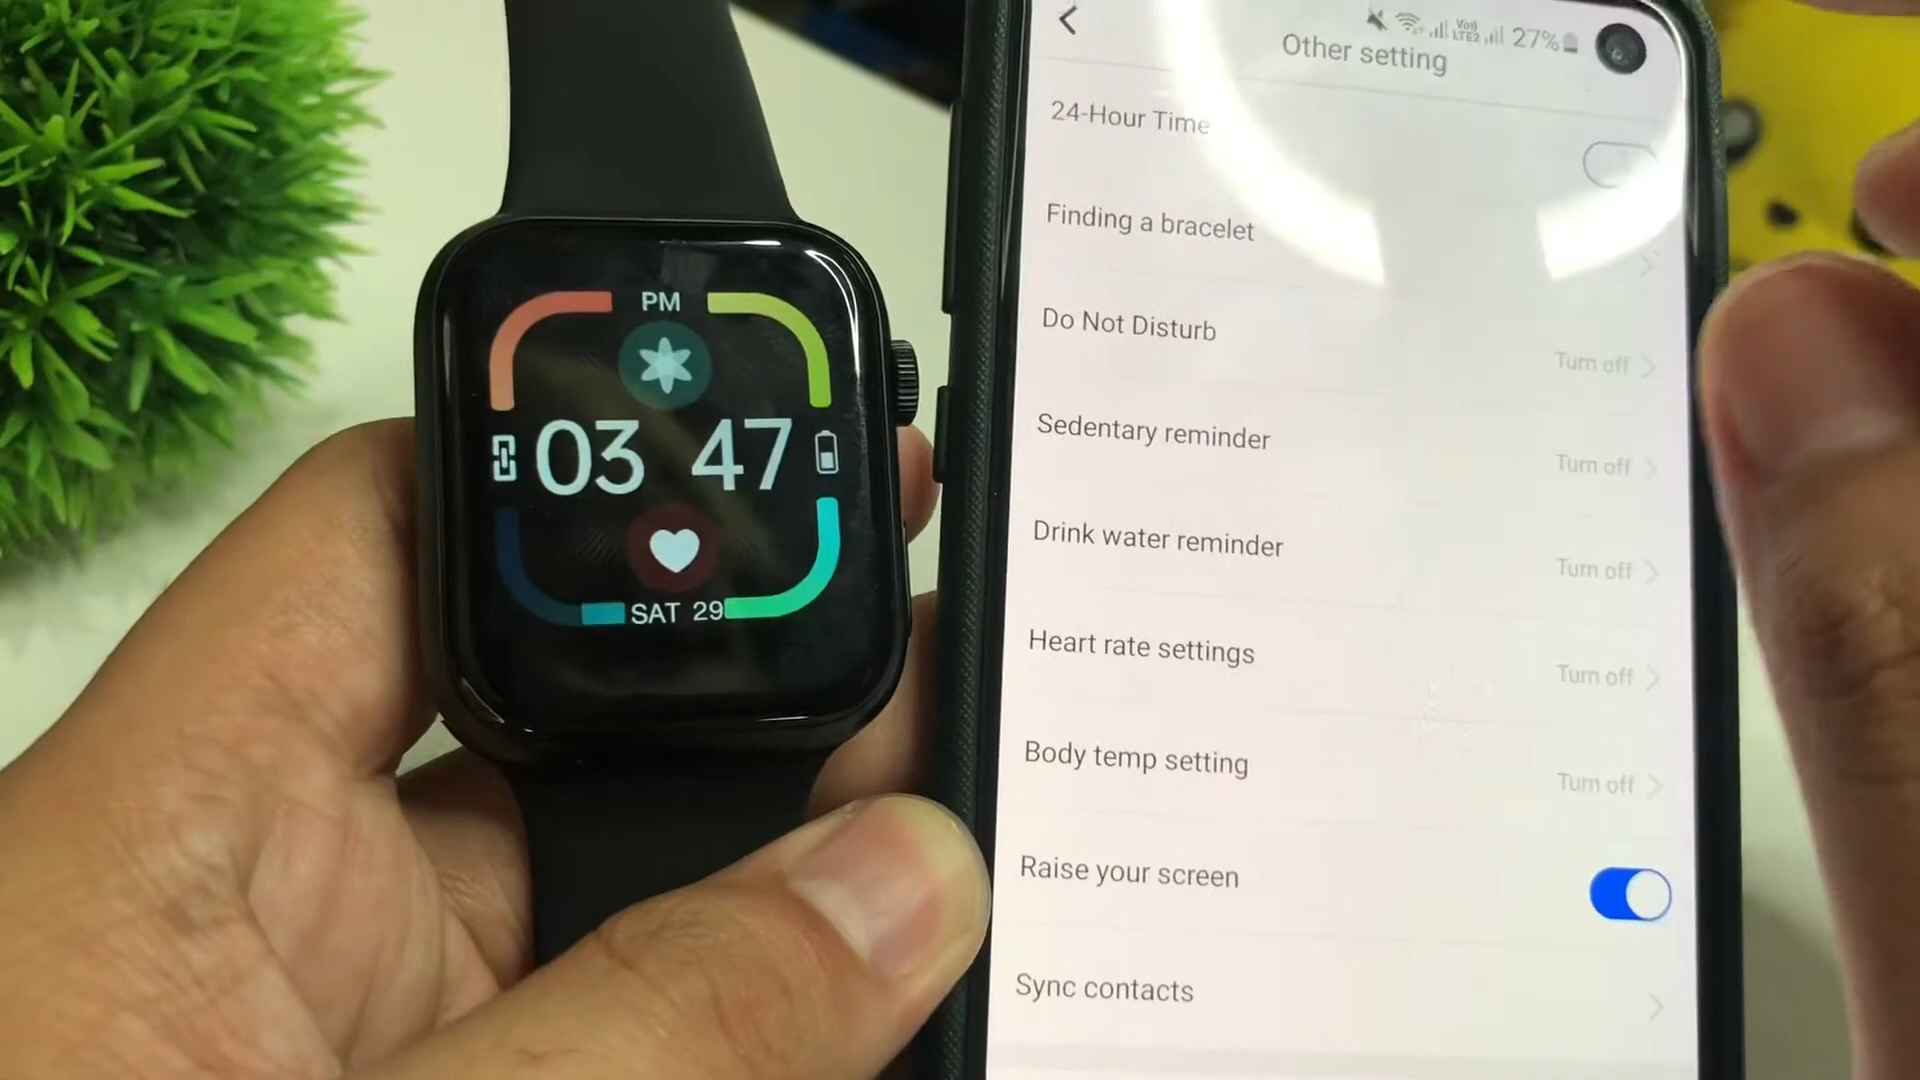 PM
03 47
SAT 29
Voi)
LTE2
27%
Other setting
24-Hour Time
Finding a bracelet
Do Not Disturb
Turn off
Sedentary reminder
Turn off
Drink water reminder
Turn off
Heart rate settings
Turn off
Body temp setting
Turn off
Raise your screen
Sync contacts